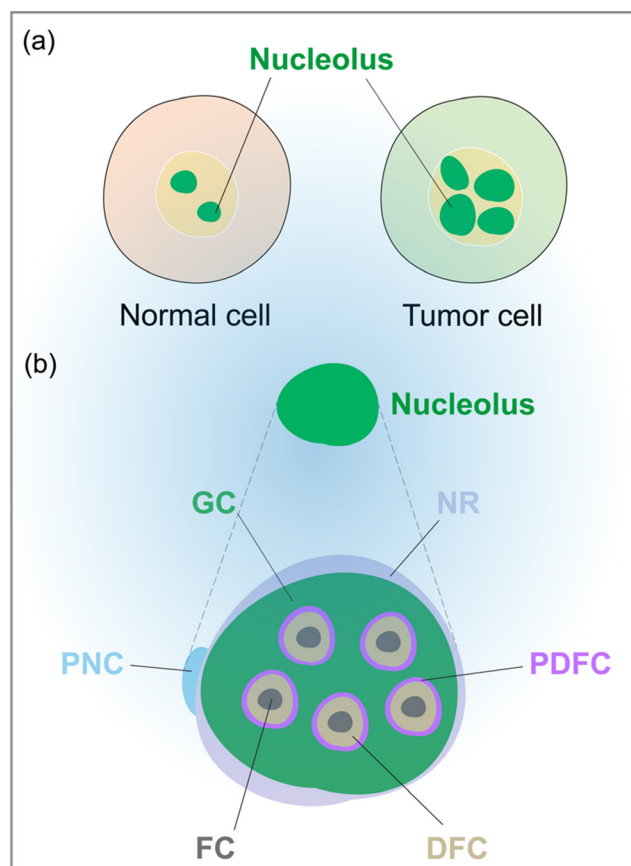 (a)
Nucleolus
Normal cell
Tumor cell
(b)
Nucleolus
GC
NR
PNC
PDFC
FC
DFC